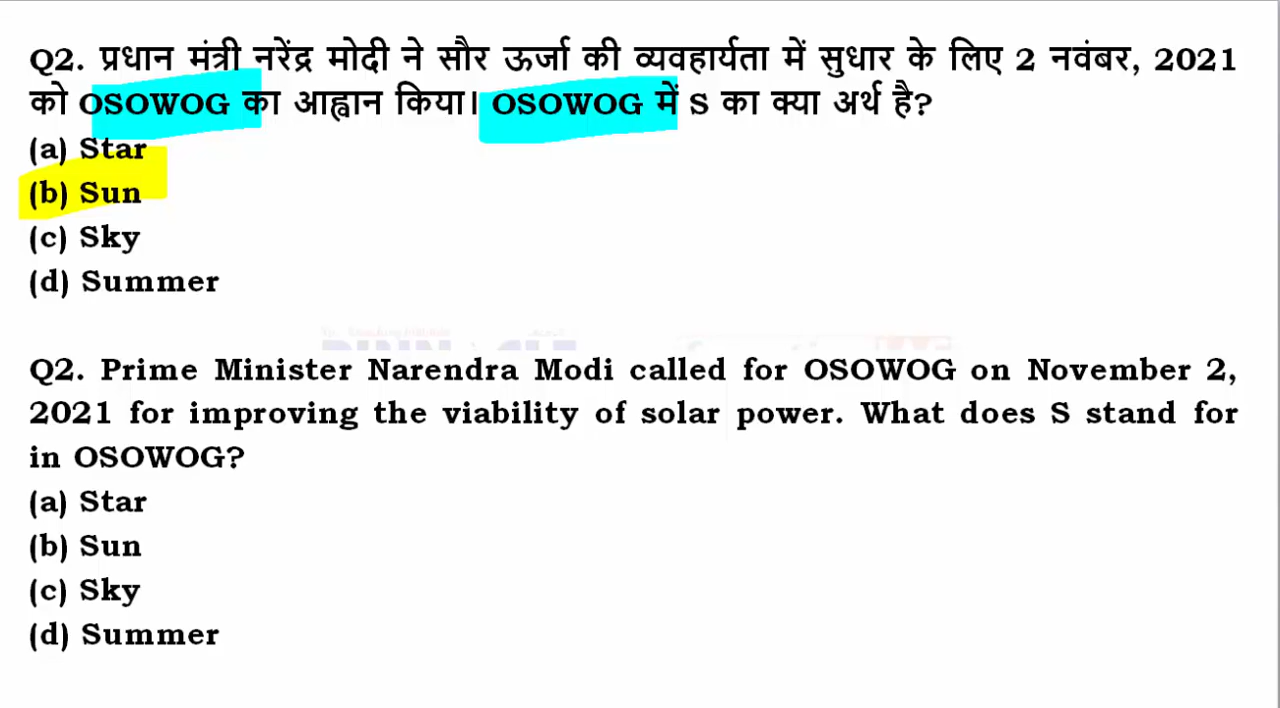 Q2. प्रधान मंत्री नरेंद्र मोदी ने सौर ऊर्जा की व्यवहार्यता में सुधार के लिए 2 नवंबर, 2021
को OSOWOG का आह्वान किया। OSOWOG में S का क्या अर्थ है?
(a) Star
(b) Sun
(c) Sky
(d) Summer
Q2. Prime Minister Narendra Modi called for OSOWOG on November 2,
2021 for improving the viability of solar power. What does S stand for
in OSOWOG?
(a) Star
(b) Sun
(c) Sky
(d) Summer